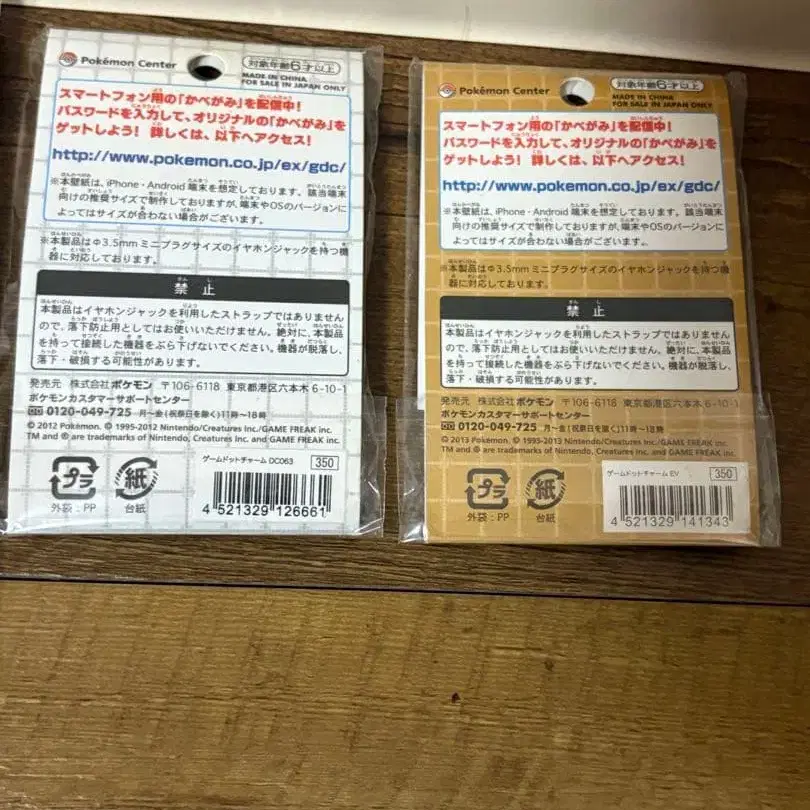 Pokémon Center
対象年齢6才以上
MADE IN CHINA
FOR SALE IN JAPAN ONLY
スマートフォン用の「かべがみ」を配信中!
パスワードを入力して、オリジナルの「かべがみ」を
ゲットしよう! 詳しくは、以下へアクセス!
http://www.pokemon.co.jp/ex/gdc/
※本壁紙は、iPhone・Android 端末を想定しております。該当端末
向けの推奨サイズで制作しておりますが、端末やOSのバージョンに
よってはサイズが合わない場合がございます。
※本製品はΦ3.5mm ミニプラグサイズのイヤホンジャックを持つ機
器に対応しております。
禁止
本製品はイヤホンジャックを利用したストラップではありません
ので、落下防止用としてはお使いいただけません。絶対に、本製品
を持って接続した機器をぶら下げないでください。機器が脱落し、
落下・破損する可能性があります。
発売元 株式会社ポケモン 〒106-6118 東京都港区六本木6-10-1
ポケモンカスタマーサポートセンター
0120-049-725 月~金(祝祭日を除く)11時~18時
© 2012 Pokémon. © 1995-2012 Nintendo/Creatures Inc./GAME FREAK inc.
TM and ® are trademarks of Nintendo, Creatures Inc. and GAME FREAK inc.
ゲームドットチャーム DC063
350
プラ
外袋:PP
紙
台紙
4 521329 126661
Pokémon Center
対象年齢6才以上
MADE IN CHINA
FOR SALE IN JAPAN ONLY
スマートフォン用の「かべがみ」を配信中!
パスワードを入力して、オリジナルの「かべがみ」を
ゲットしよう! 詳しくは、以下へアクセス!
http://www.pokemon.co.jp/ex/gdc/
※本壁紙は、iPhone・Android 端末を想定しております。該当端末
向けの推奨サイズで制作しておりますが、端末やOSのバージョンに
よってはサイズが合わない場合がございます。
※本製品はΦ3.5mm ミニプラグサイズのイヤホンジャックを持つ機
器に対応しております。
禁止
本製品はイヤホンジャックを利用したストラップではありません
ので、落下防止用としてはお使いいただけません。絶対に、本製品
を持って接続した機器をぶら下げないでください。機器が脱落し、
落下・破損する可能性があります。
発売元 株式会社ポケモン 〒106-6118 東京都港区六本木6-10-1
ポケモンカスタマーサポートセンター
0120-049-725 月~金(祝祭日を除く)11時~18時
© 2013 Pokémon. © 1995-2013 Nintendo/Creatures Inc./GAME FREAK inc.
TM and ® are trademarks of Nintendo, Creatures Inc. and GAME FREAK inc.
ゲームドットチャーム EV
350
プラ
外袋:PP
紙
台紙
4 521329 141343